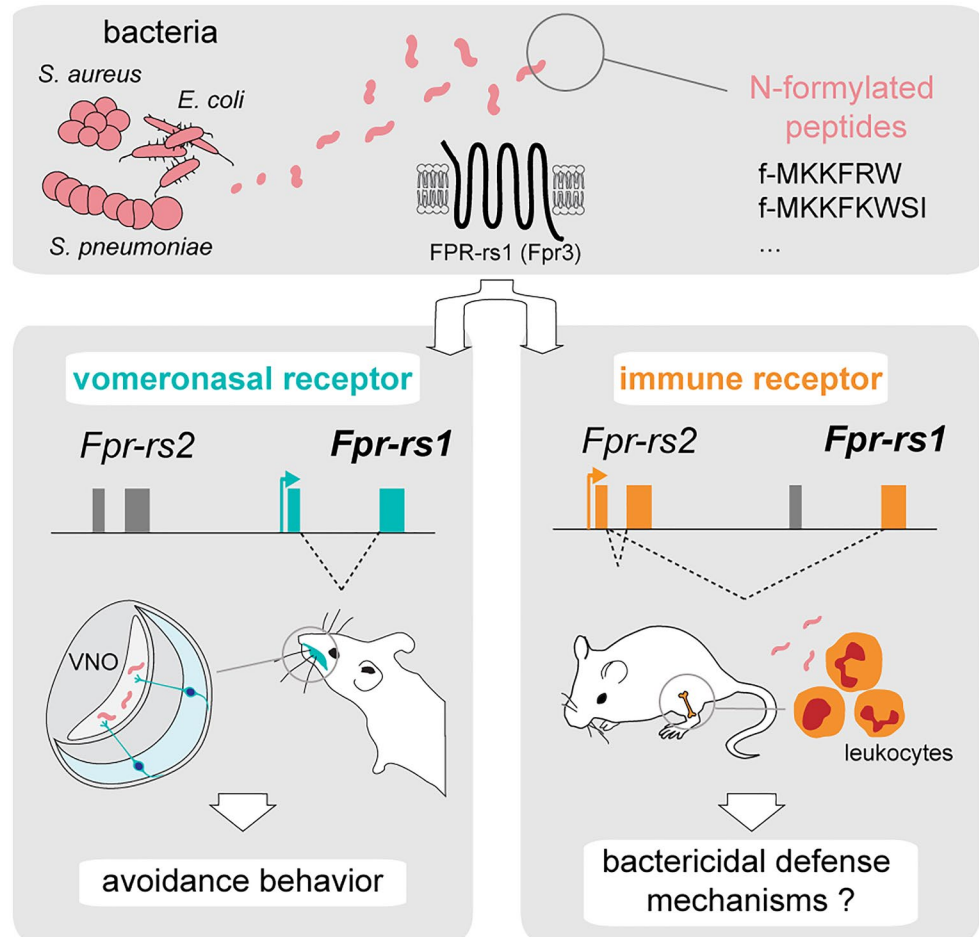 bacteria
S. aureus
E. coli
S. pneumoniae
N-formylated
peptides
f-MKKFRW
f-MKKFKWSI
...
FPR-rs1 (Fpr3)
vomeronasal receptor
Fpr-rs2
Fpr-rs1
VNO
avoidance behavior
immune receptor
Fpr-rs2
Fpr-rs1
leukocytes
bactericidal defense
mechanisms ?